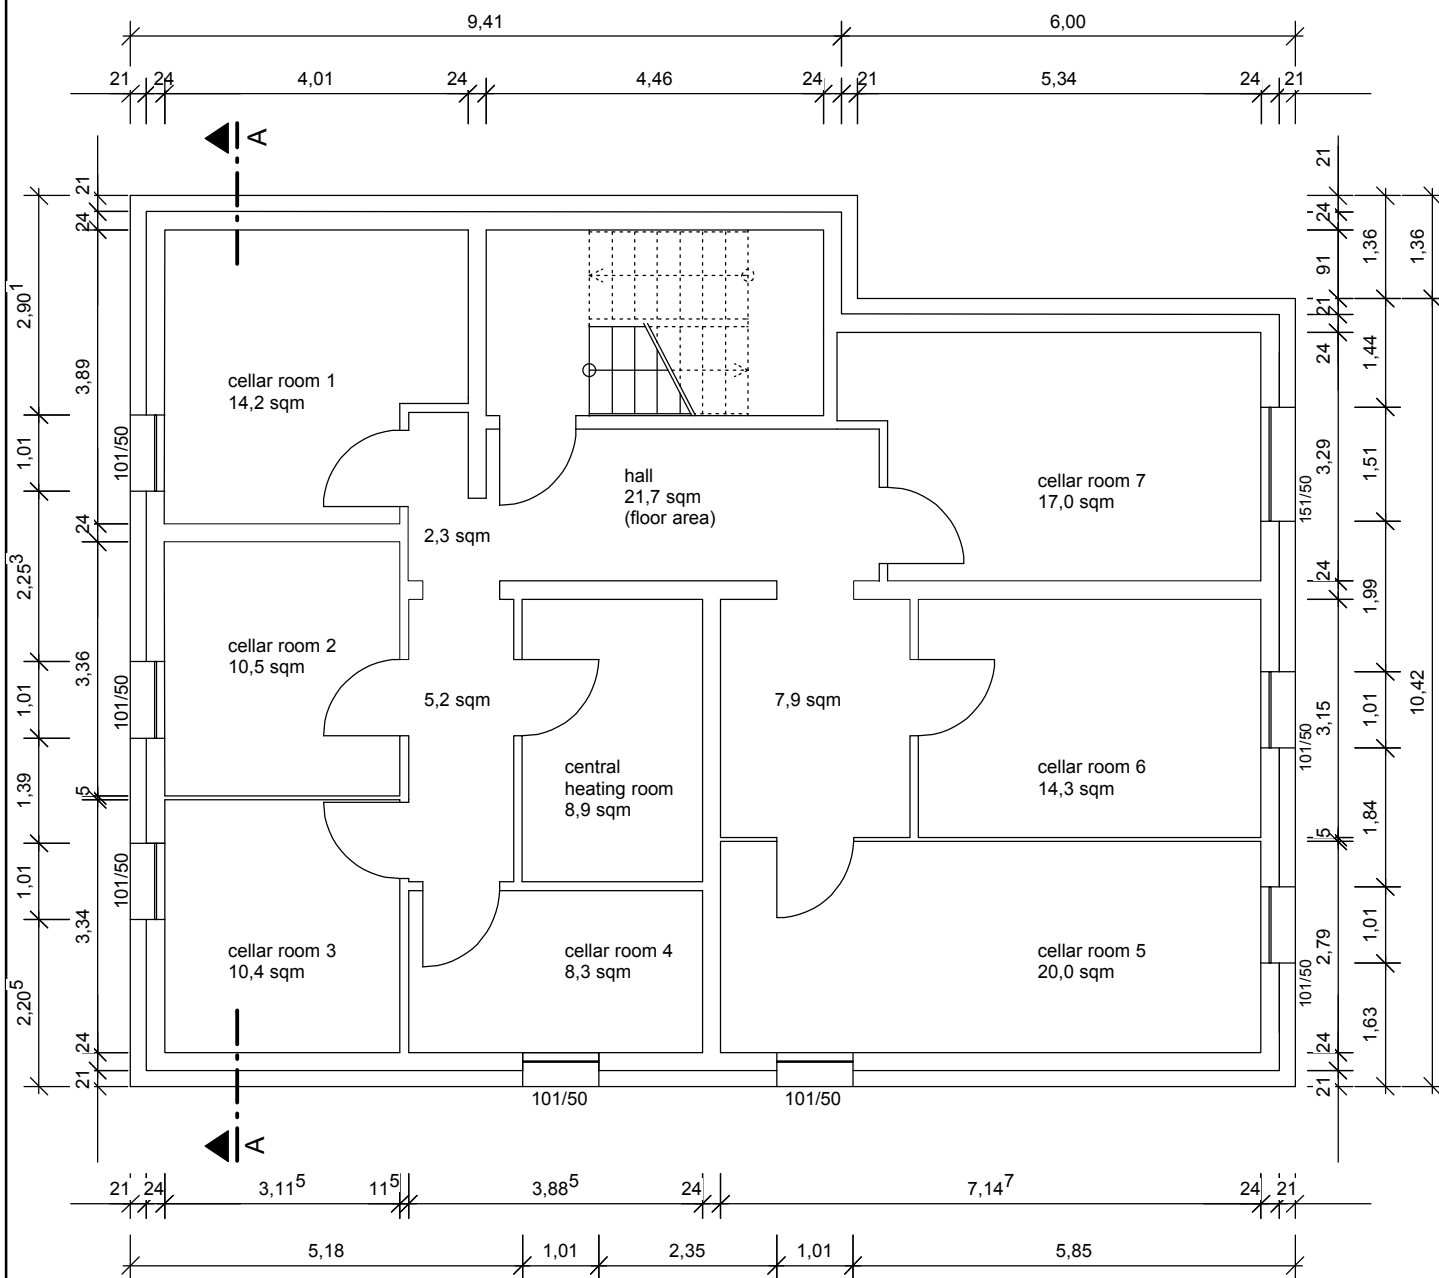 9,41 6,00
21 24 4,01 24 4,46 24 21 5,34 24 21
A
21
24
3,89
24
3,36
5
3,34
24
21
2,90¹
1,01
2,25³
1,01
1,39
1,01
2,20⁵
101/50
101/50
101/50
cellar room 1
14,2 sqm
cellar room 2
10,5 sqm
cellar room 3
10,4 sqm
2,3 sqm
5,2 sqm
hall
21,7 sqm
(floor area)
central
heating room
8,9 sqm
cellar room 4
8,3 sqm
7,9 sqm
cellar room 7
17,0 sqm
cellar room 6
14,3 sqm
cellar room 5
20,0 sqm
151/50
101/50
101/50
21
24
91
21
24
3,29
24
3,15
5
2,79
24
21
1,36
1,44
1,51
1,99
1,01
1,84
1,01
1,63
1,36
10,42
101/50 101/50
A
21 24 3,11⁵ 11⁵ 3,88⁵ 24 7,14⁷ 24 21
5,18 1,01 2,35 1,01 5,85